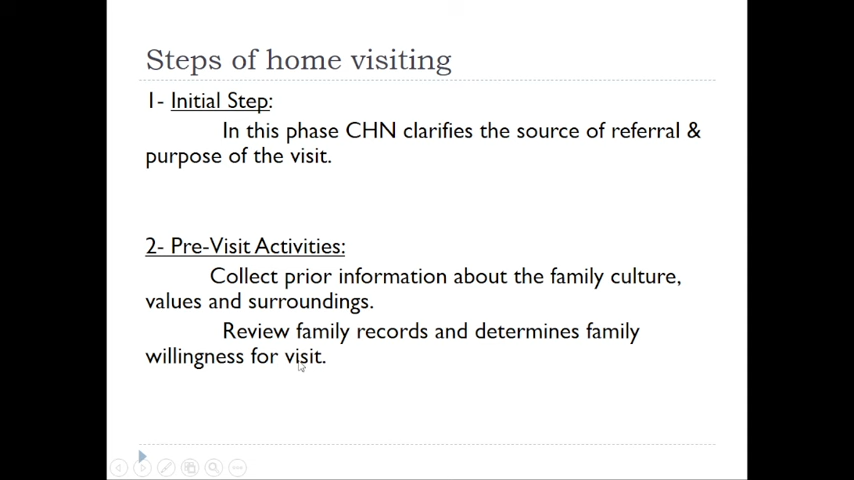 Steps of home visiting
1- Initial Step:
In this phase CHN clarifies the source of referral &
purpose of the visit.
2- Pre-Visit Activities:
Collect prior information about the family culture,
values and surroundings.
Review family records and determines family
willingness for visit.